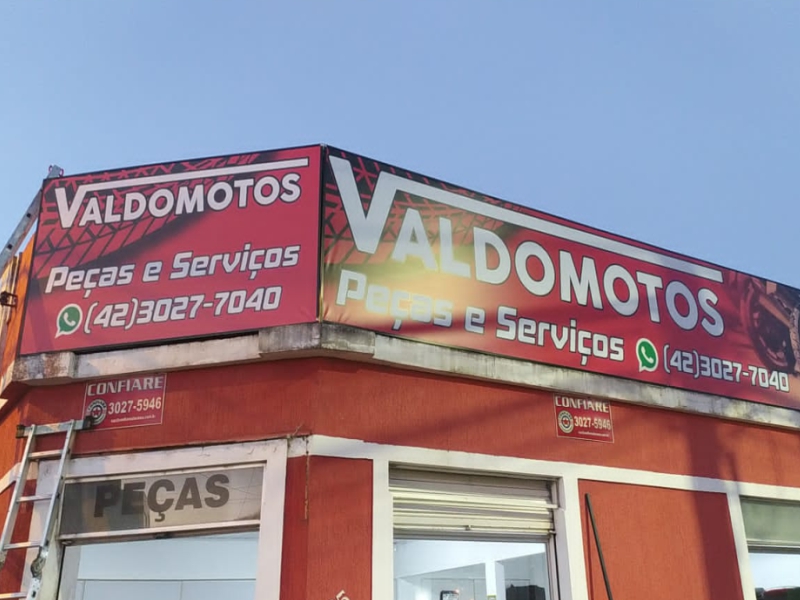 VALDOMOTOS
Peças e Serviços
(42)3027-7040
VALDOMOTOS
Peças e Serviços
(42)3027-7040
CONFIARE
3027-5946
CONFIARE
3027-5946
PEÇAS